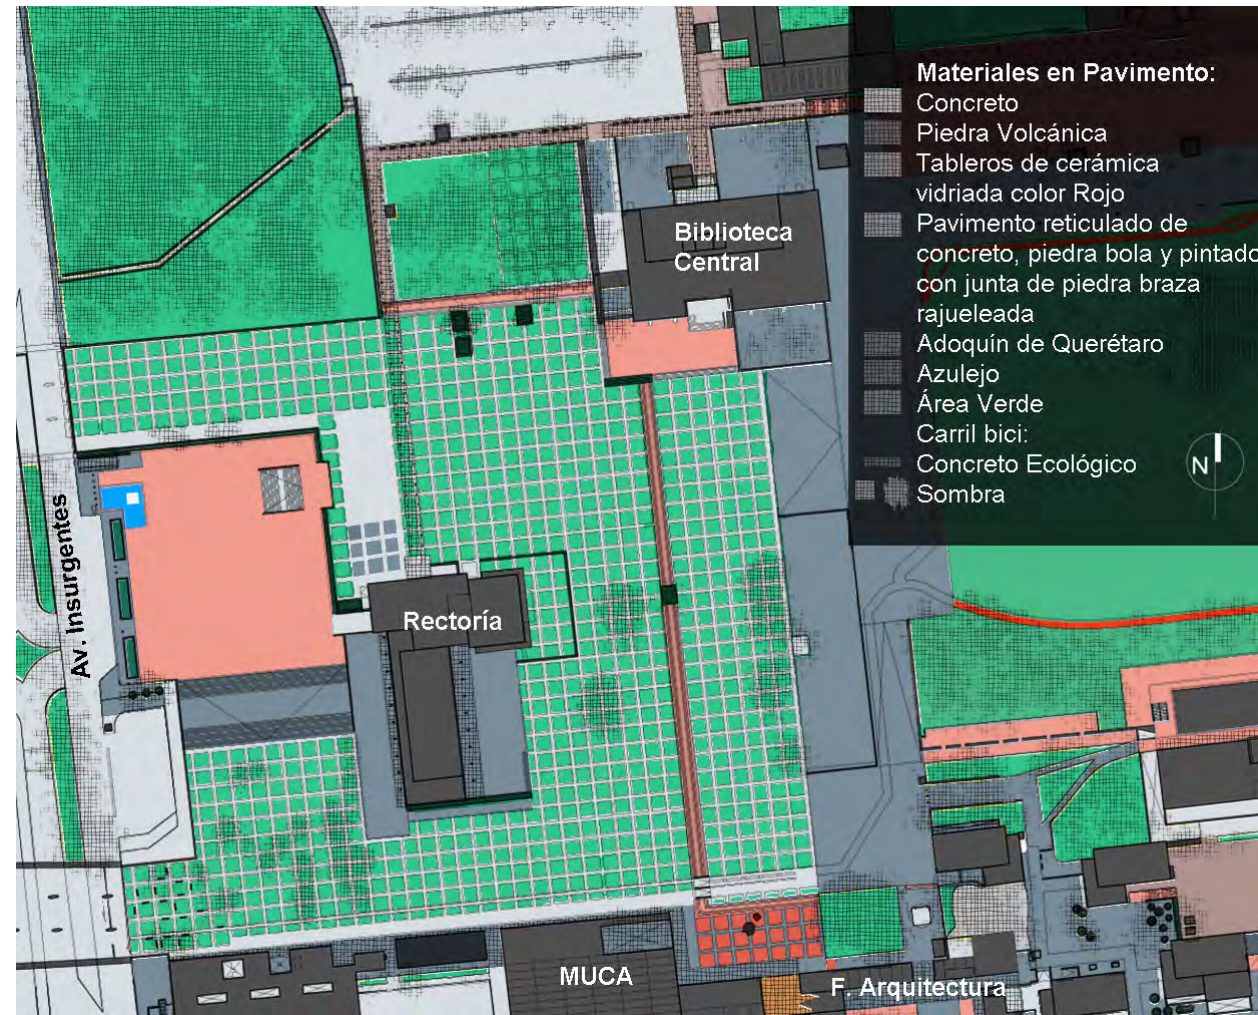 Materiales en Pavimento:
Concreto
Piedra Volcánica
Tableros de cerámica
vidriada color Rojo
Pavimento reticulado de
concreto, piedra bola y pintado
con junta de piedra braza
rajueleada
Adoquín de Querétaro
Azulejo
Área Verde
Carril bici:
Concreto Ecológico
Sombra
N
Biblioteca
Central
Av. Insurgentes
Rectoría
MUCA
F. Arquitectura